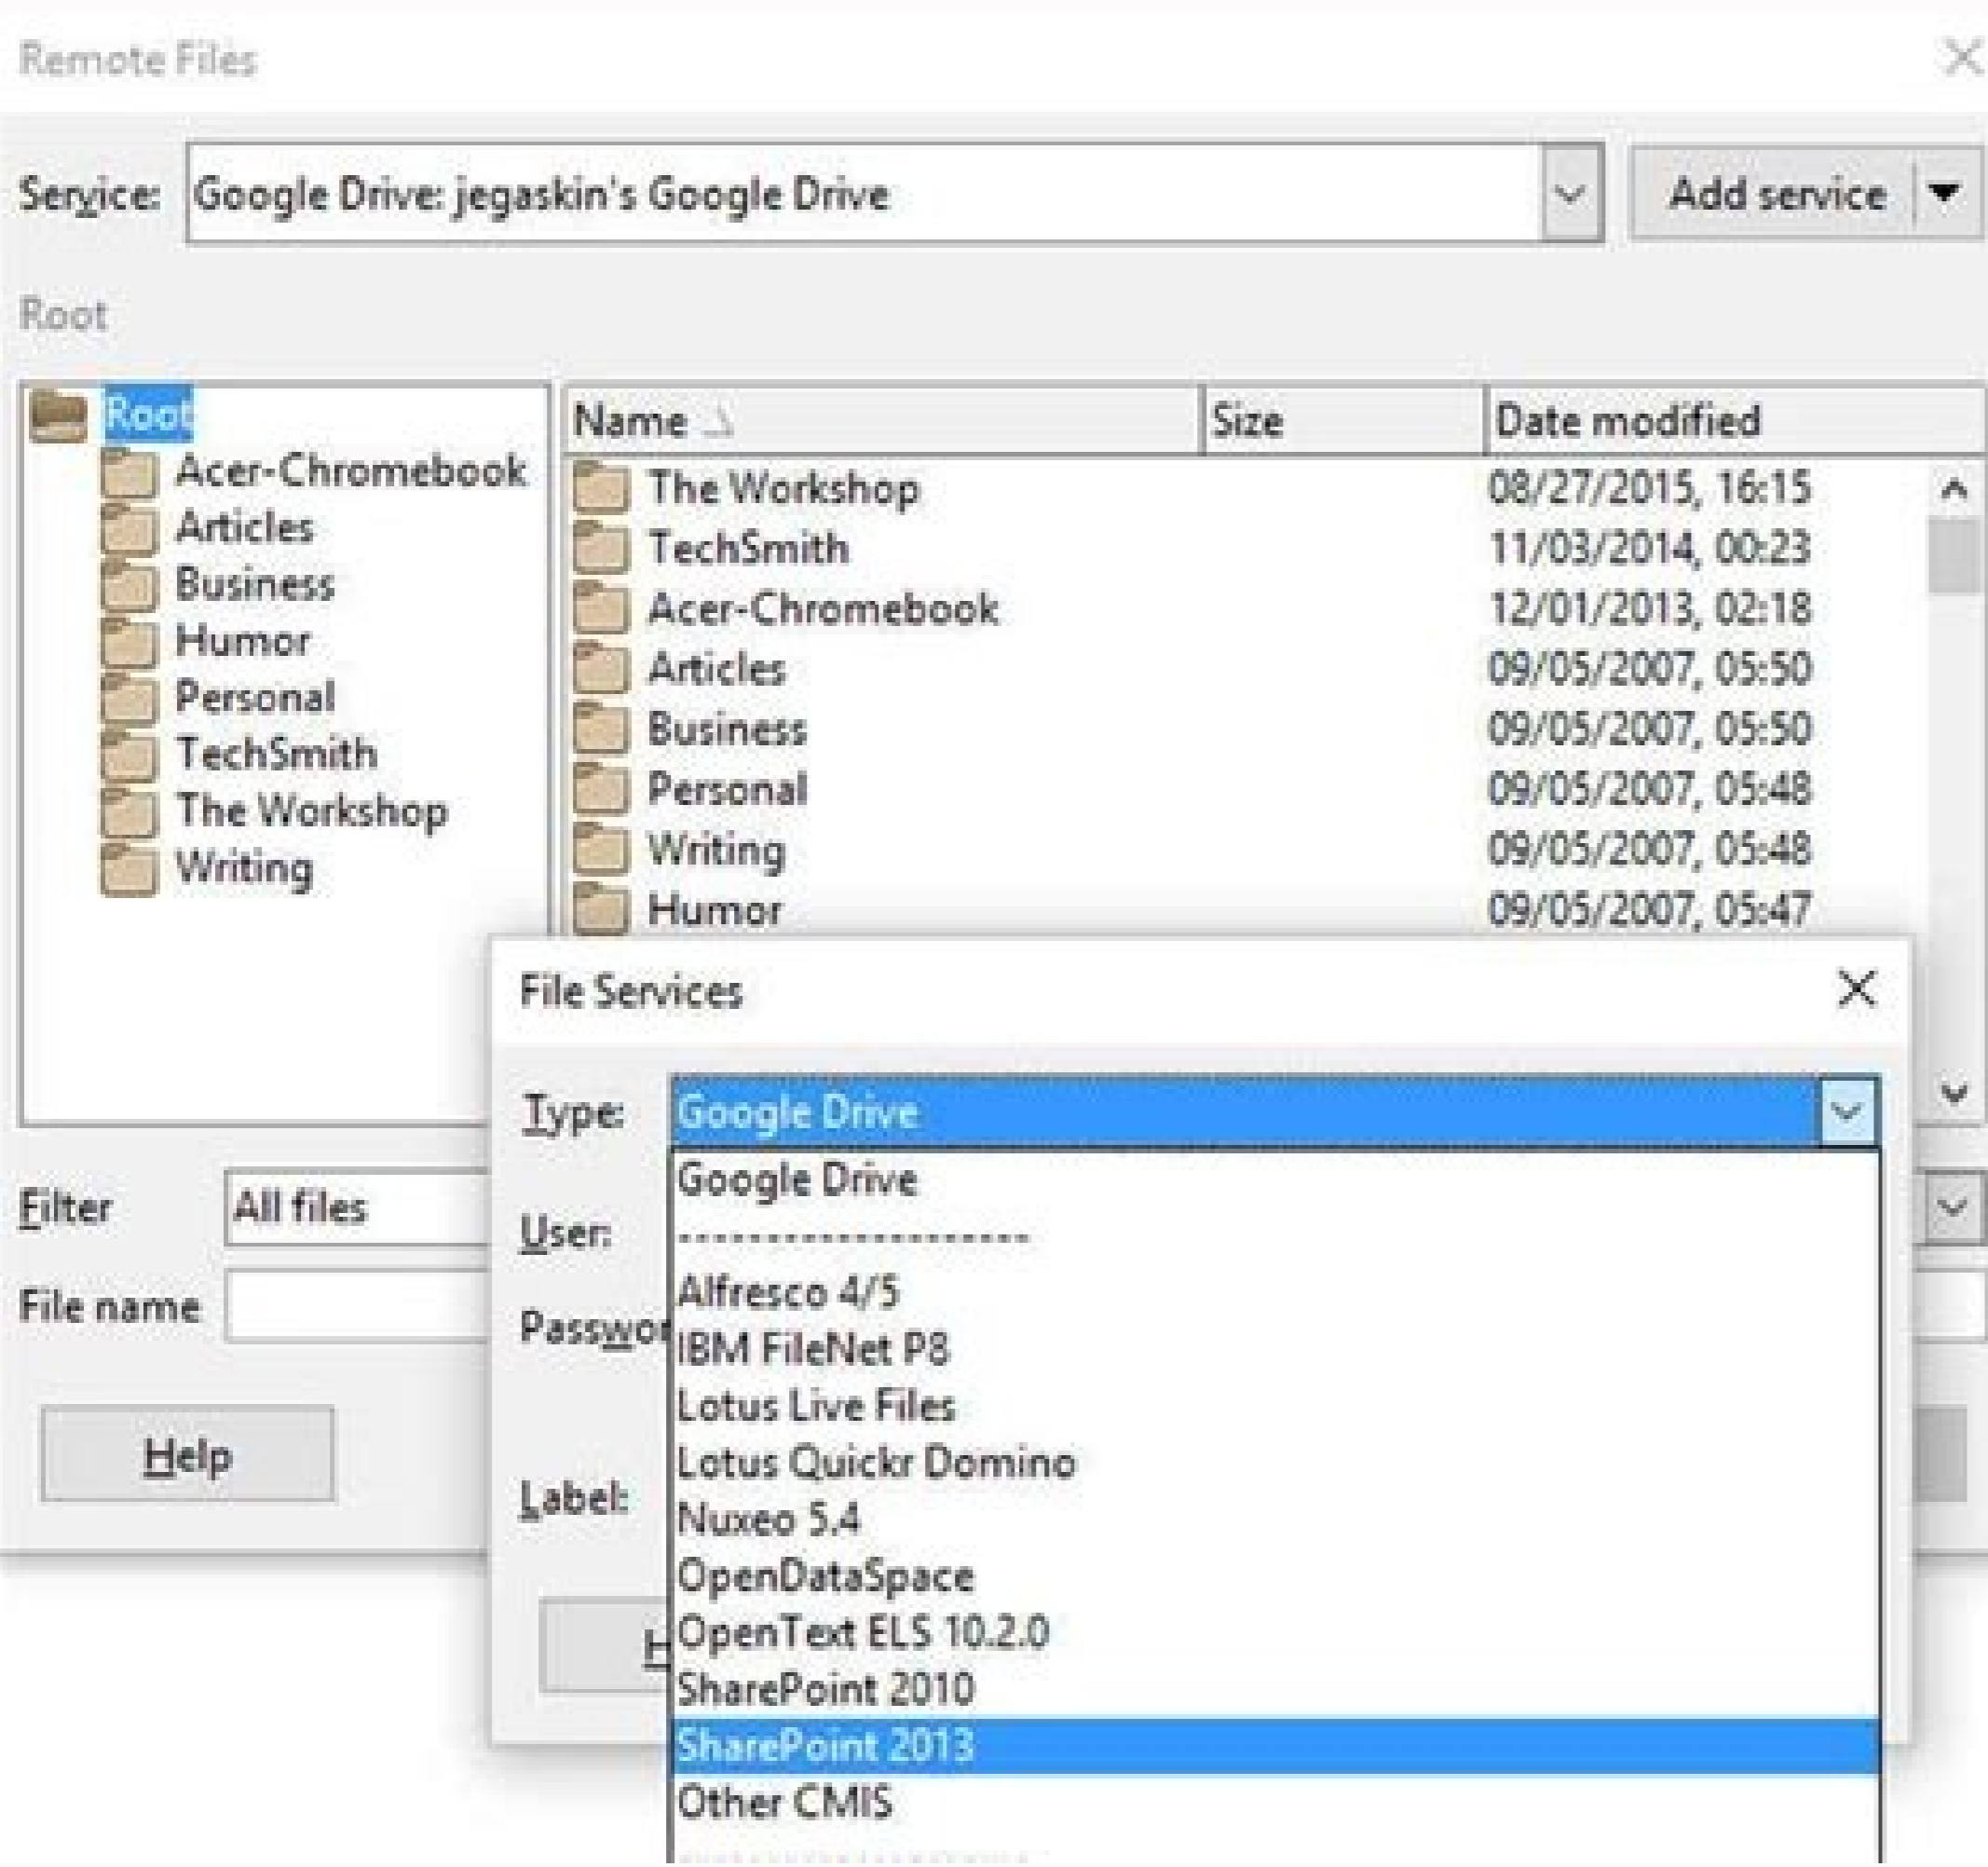 Remote Files
Service: Google Drive: jegaskin's Google Drive Add service
Root
Root
Acer-Chromebook
Articles
Business
Humor
Personal
TechSmith
The Workshop
Writing
Name Size Date modified
The Workshop 08/27/2015, 16:15
TechSmith 11/03/2014, 00:23
Acer-Chromebook 12/01/2013, 02:18
Articles 09/05/2007, 05:50
Business 09/05/2007, 05:50
Personal 09/05/2007, 05:48
Writing 09/05/2007, 05:48
Humor 09/05/2007, 05:47
Filter All files
File name
Help
File Services
Type: Google Drive
User:
Passwor
Label:
H
Google Drive
--------------------
Alfresco 4/5
IBM FileNet P8
Lotus Live Files
Lotus Quickr Domino
Nuxeo 5.4
OpenDataSpace
OpenText ELS 10.2.0
SharePoint 2010
SharePoint 2013
Other CMIS